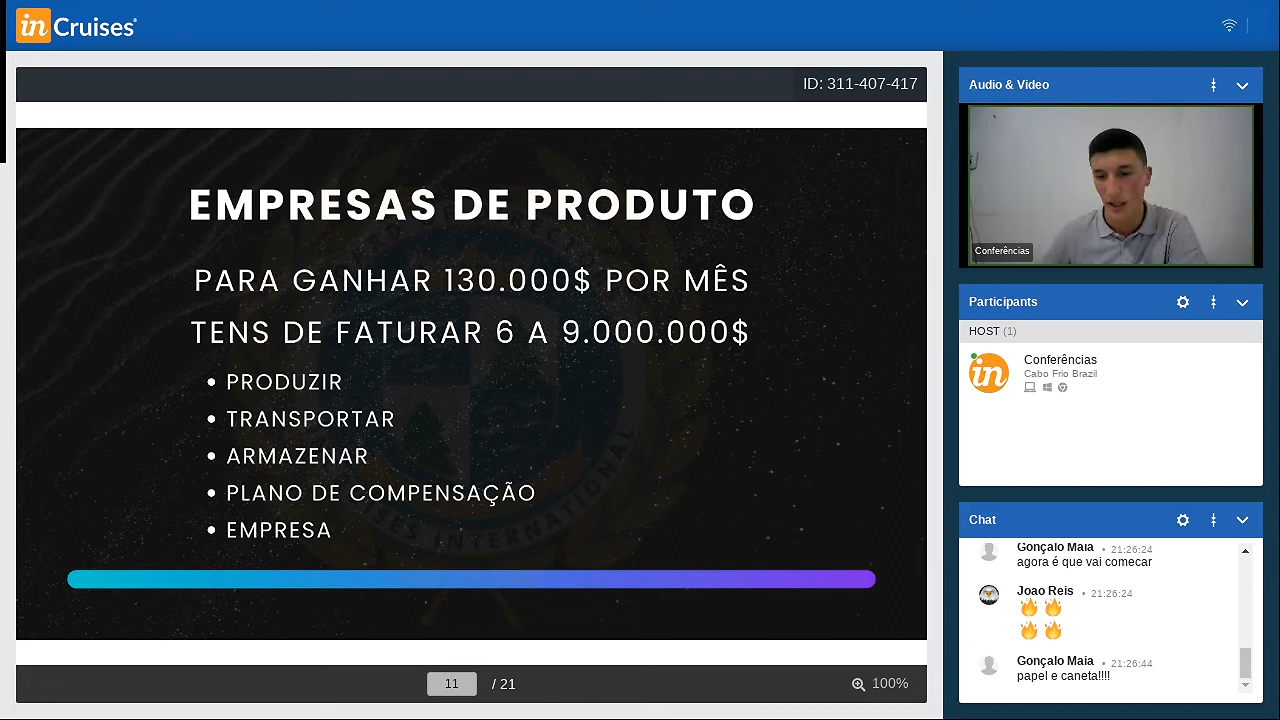 in Cruises®
ID: 311-407-417
EMPRESAS DE PRODUTO
PARA GANHAR 130.000$ POR MÊS
TENS DE FATURAR 6 A 9.000.000$
• PRODUZIR
• TRANSPORTAR
• ARMAZENAR
• PLANO DE COMPENSAÇÃO
• EMPRESA
11 / 21
100%
Audio & Video
Conferências
Participants
HOST (1)
in
Conferências
Cabo Frio Brazil
Chat
Gonçalo Maia • 21:26:24
agora é que vai comecar
Joao Reis • 21:26:24
🔥 🔥
🔥 🔥
Gonçalo Maia • 21:26:44
papel e caneta!!!!